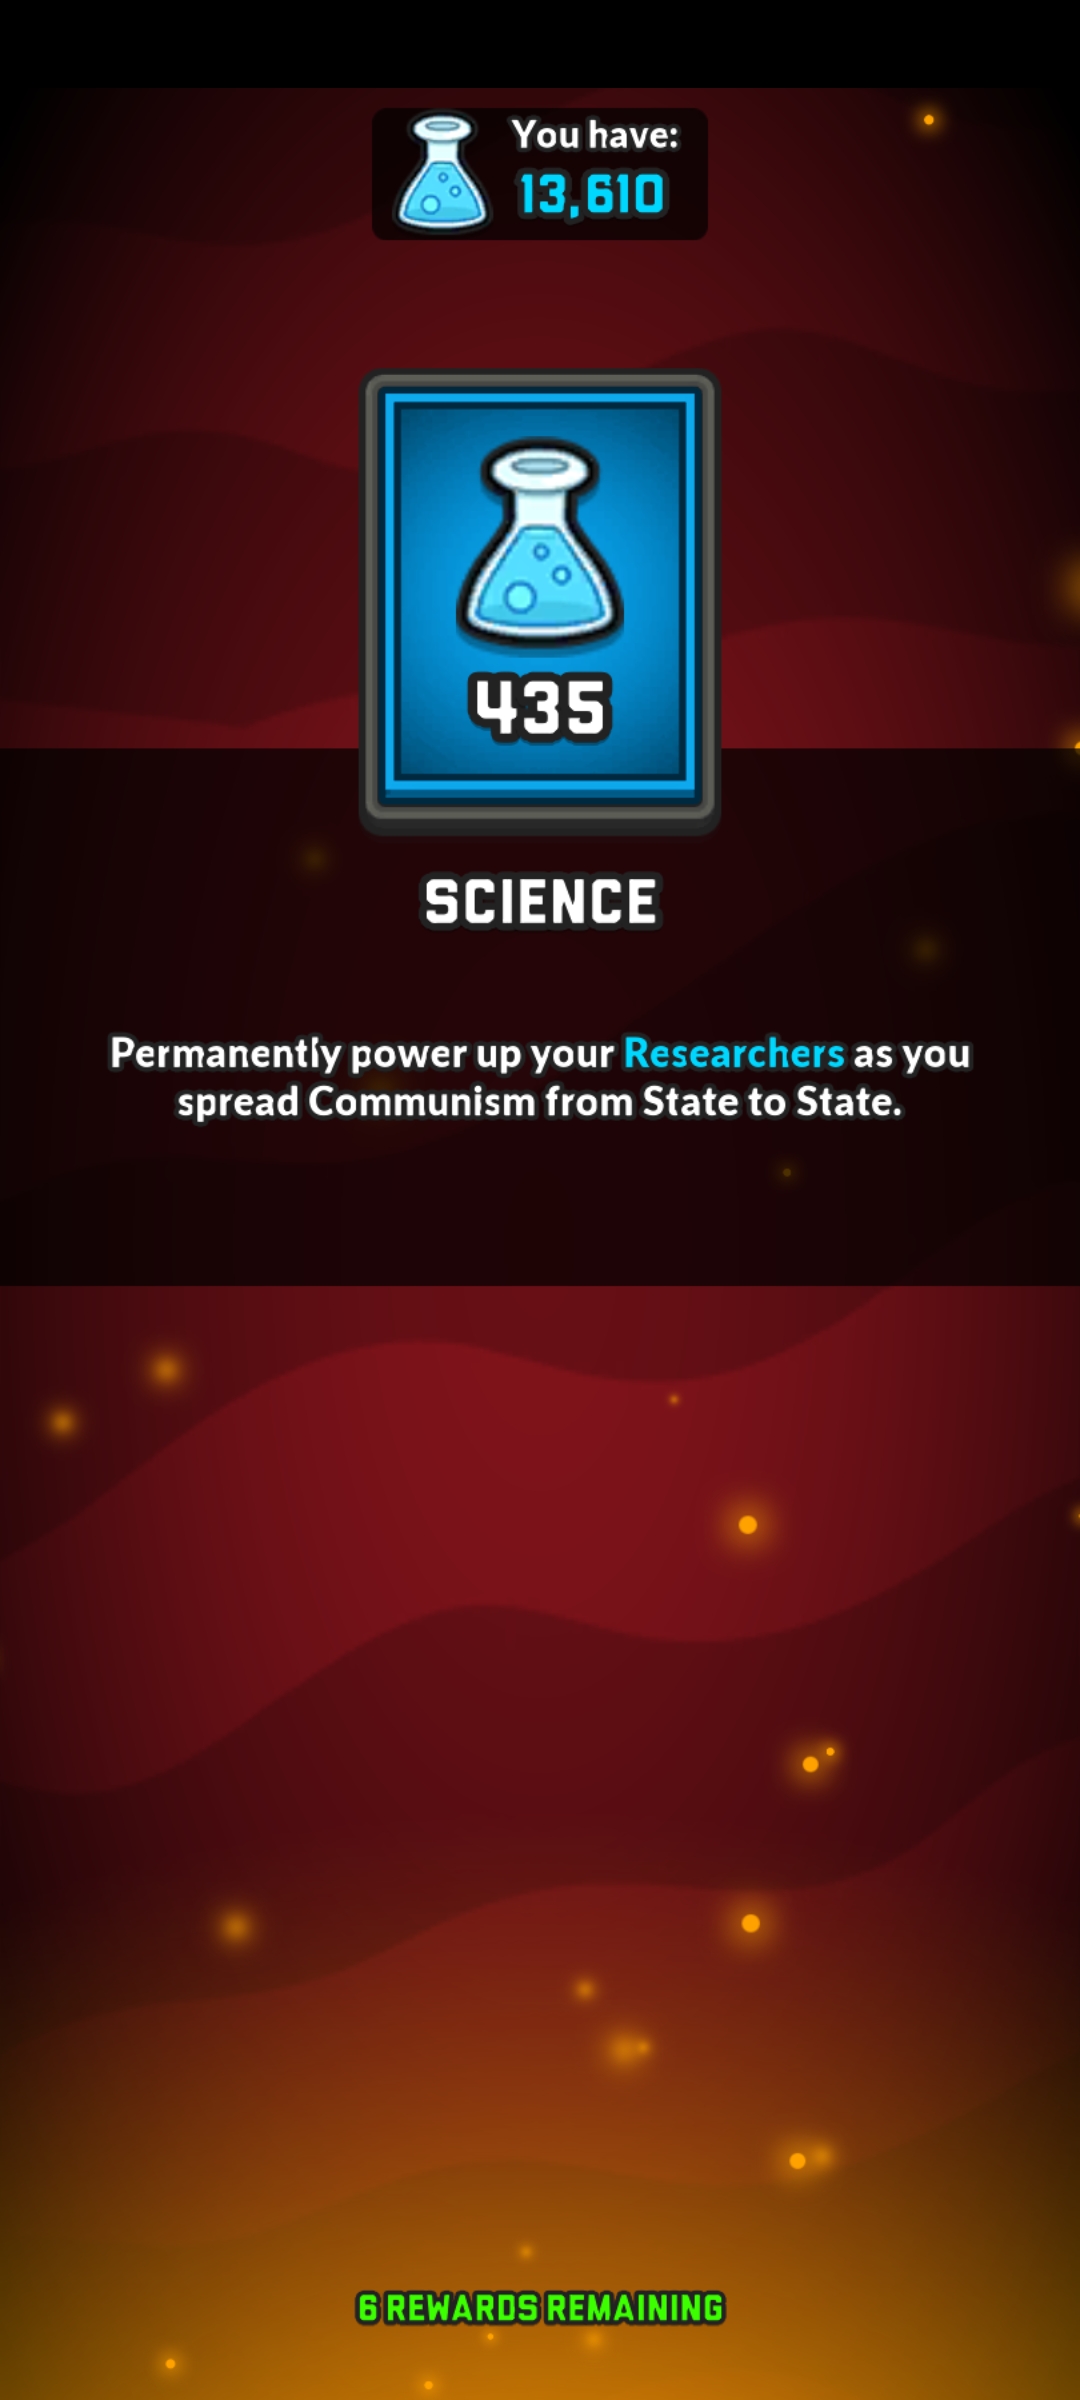 You have:
13,610
435
SCIENCE
Permanently power up your Researchers as you
spread Communism from State to State.
6 REWARDS REMAINING